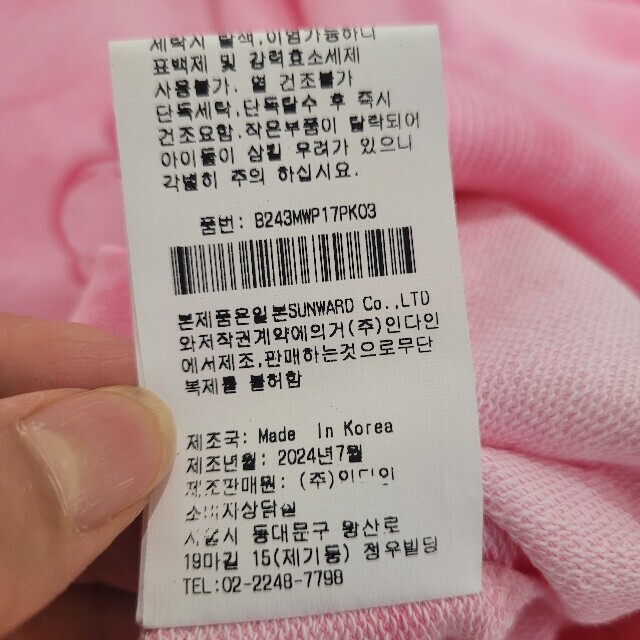 세탁시 탈색,이염가능하니
표백제 및 강력효소세제
사용불가. 열 건조불가
단독세탁,단독탈수 후 즉시
건조요함.작은부품이 탈락되어
아이들이 삼킬 우려가 있으니
각별히 주의 하십시요.
품번: B243MWP17PK03
본제품은일본SUNWARD Co.,LTD
와저작권계약에의거(주)인다인
에서제조,판매하는것으로무단
복제를 불허함
제조국: Made In Korea
제조년월: 2024년7월
제조판매원: (주)인다인
소비자상담실
서울시 동대문구 왕산로
19마길 15(제기동) 정우빌딩
TEL:02-2248-7798